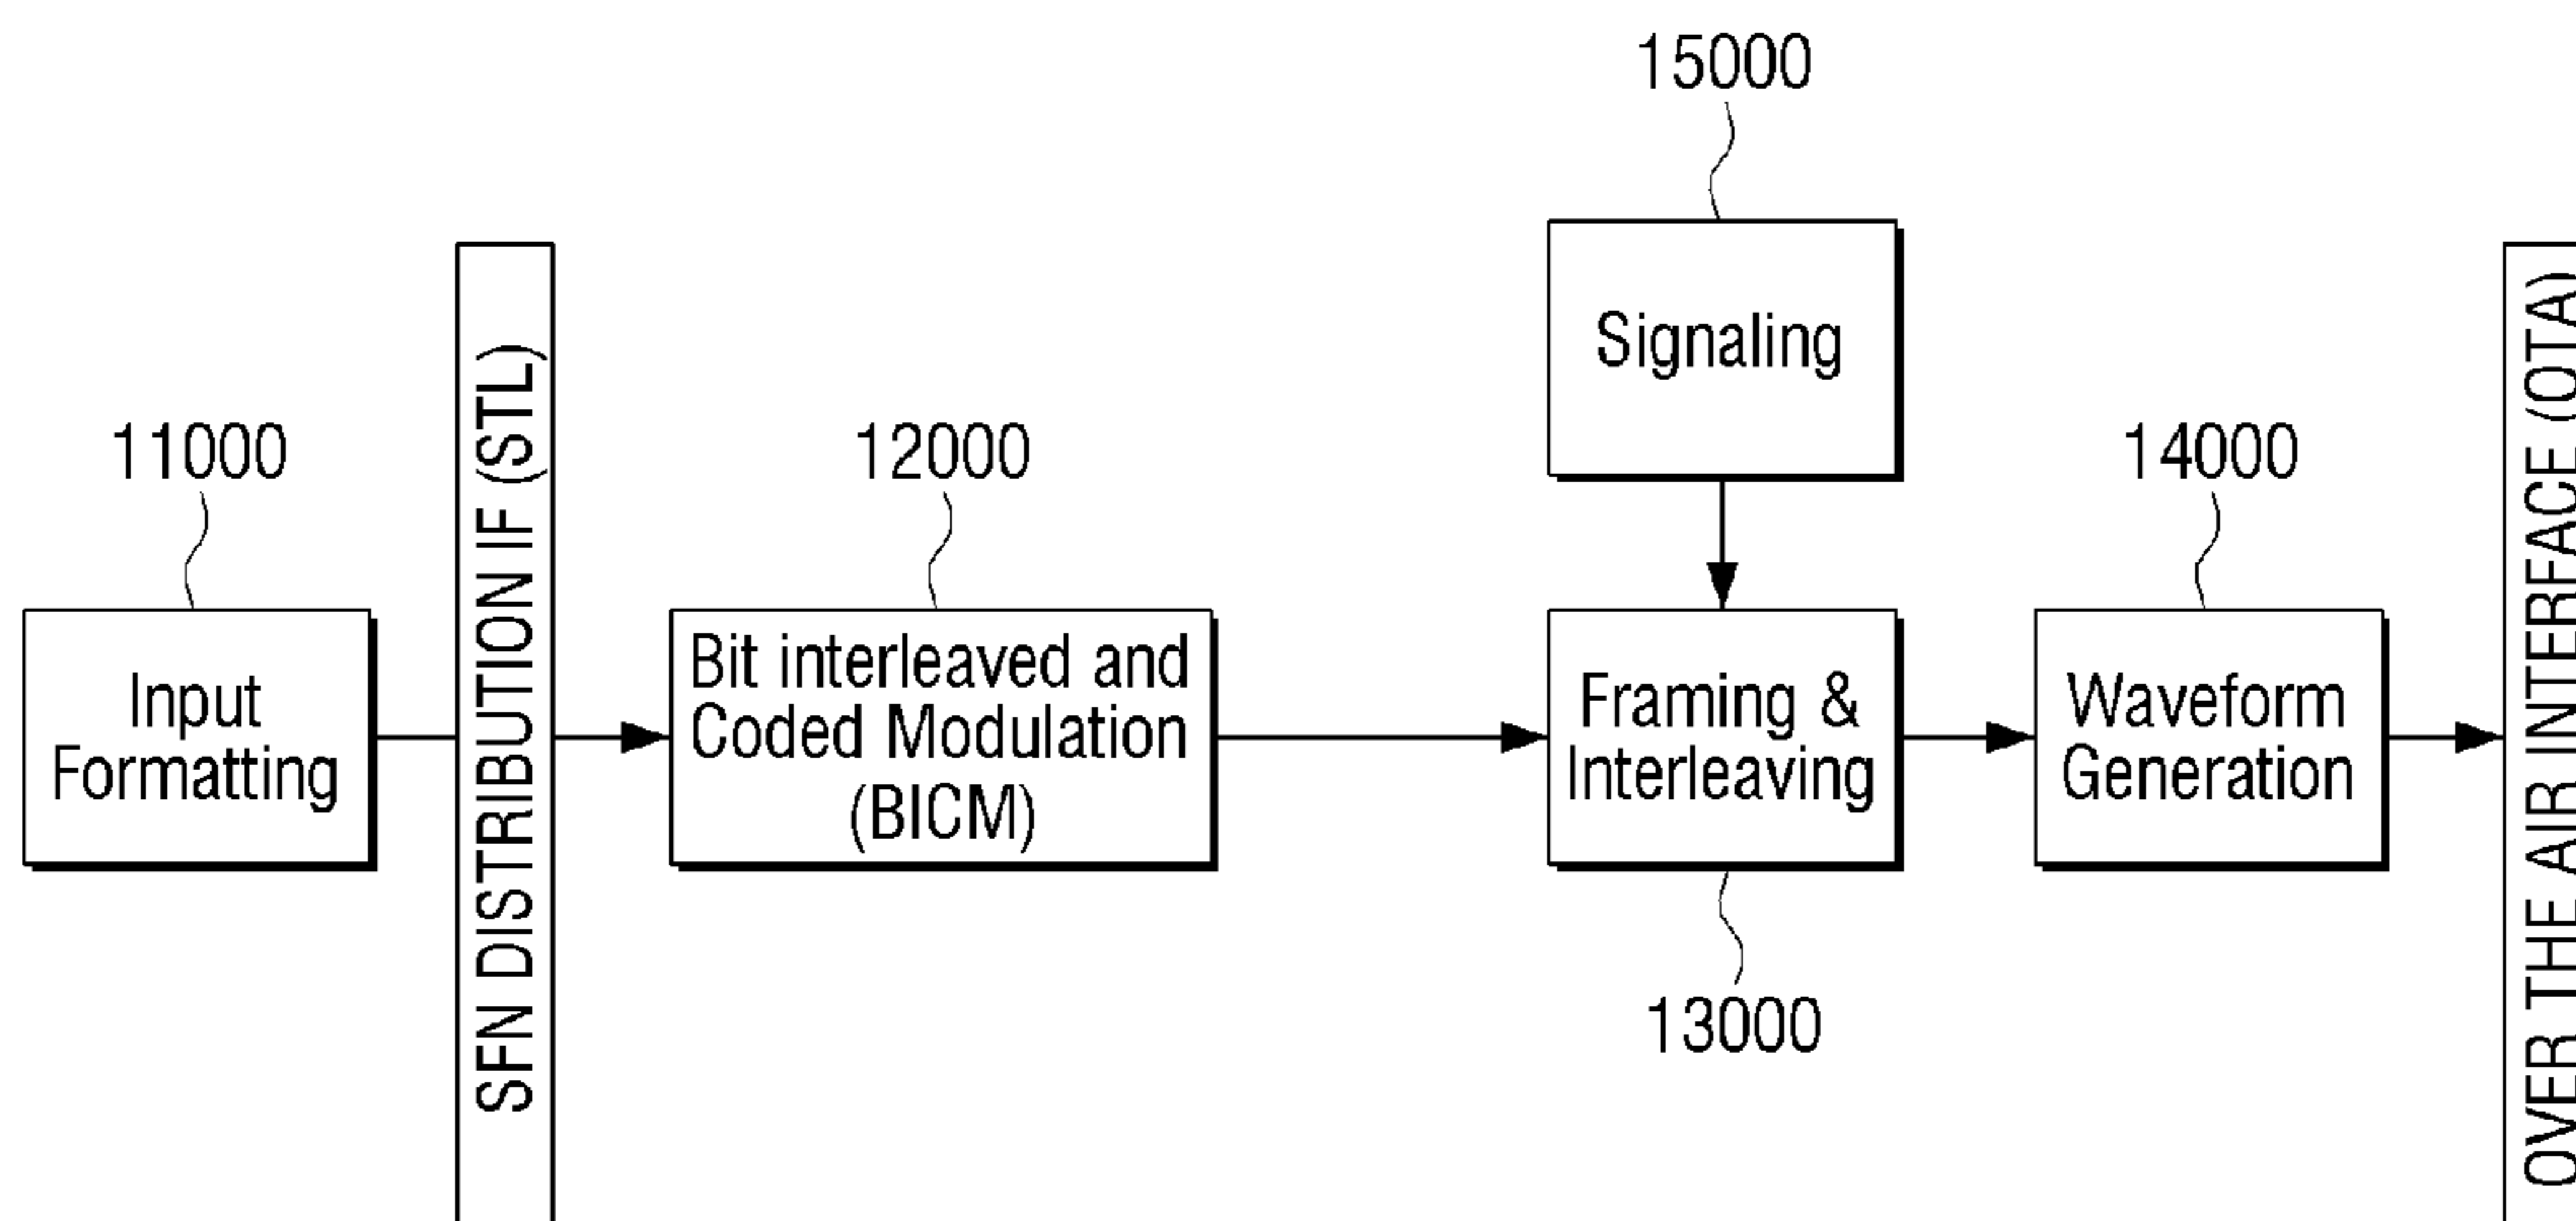 15000
Signaling
11000
12000
14000
Input
Formatting
SFN DISTRIBUTION IF (STL)
Bit interleaved and
Coded Modulation
(BICM)
Framing &
Interleaving
Waveform
Generation
OVER THE AIR INTERFACE (OTA)
13000